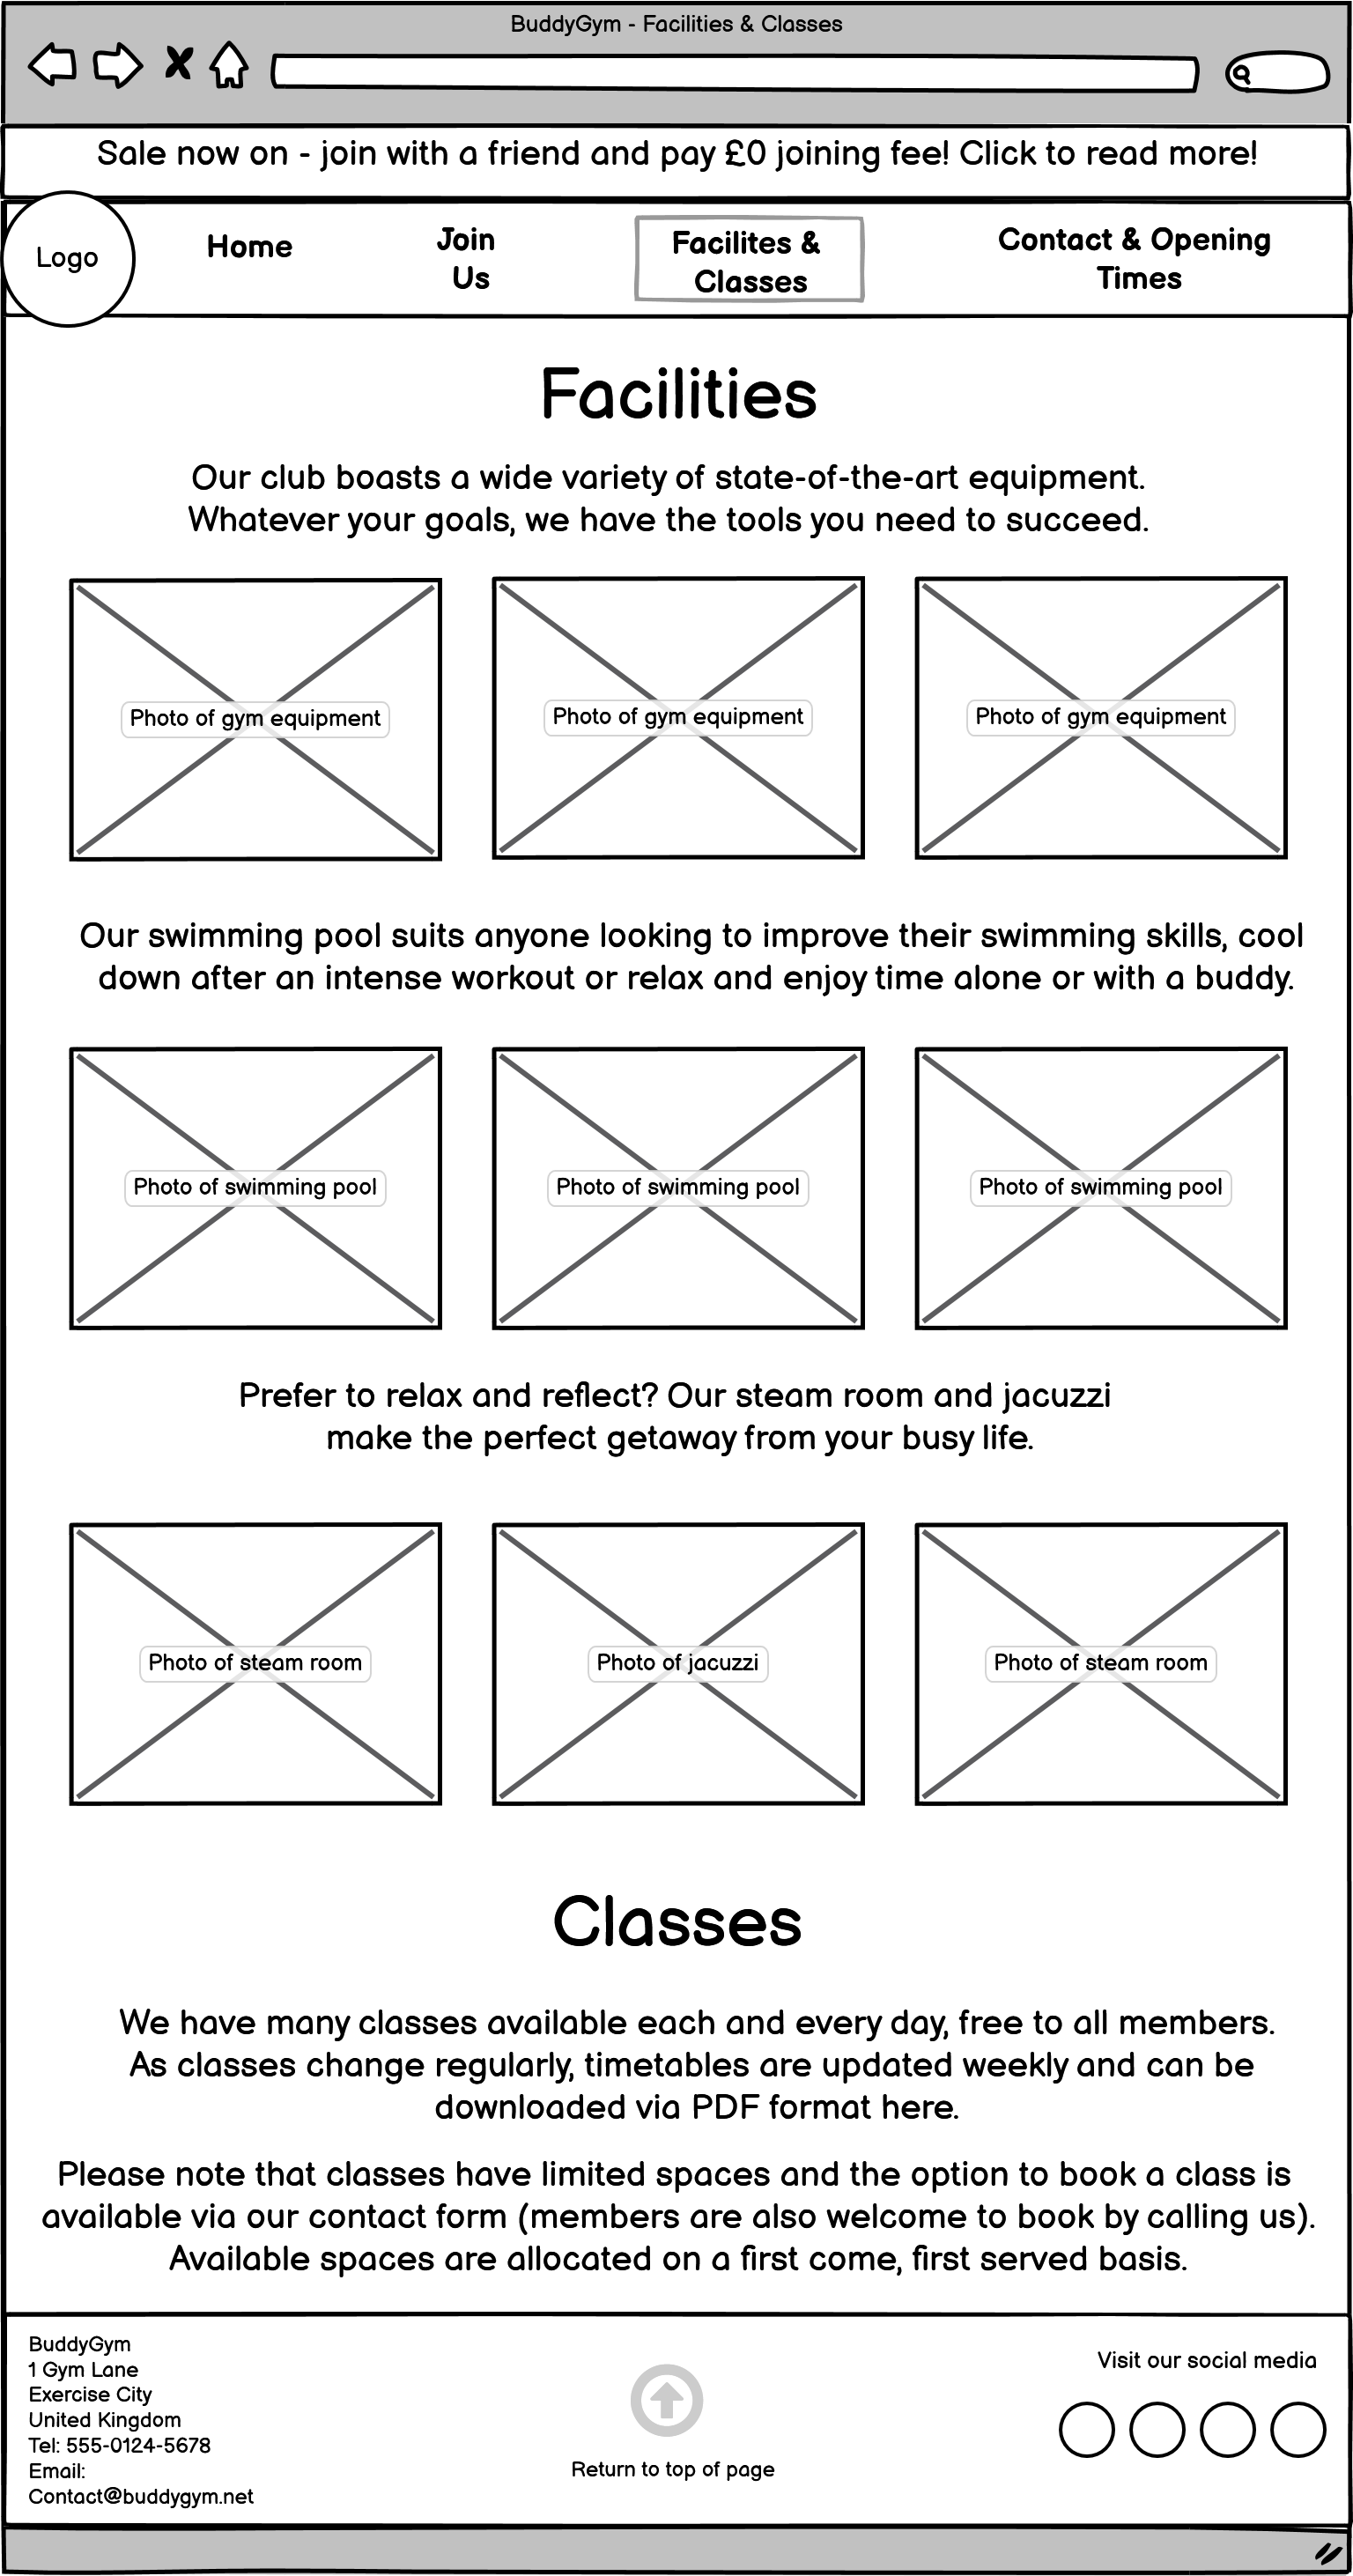 BuddyGym - Facilities & Classes
Sale now on - join with a friend and pay £0 joining fee! Click to read more!
Logo
Home
Join
Us
Facilites &
Classes
Contact & Opening
Times
Facilities
Our club boasts a wide variety of state-of-the-art equipment.
Whatever your goals, we have the tools you need to succeed.
Photo of gym equipment
Photo of gym equipment
Photo of gym equipment
Our swimming pool suits anyone looking to improve their swimming skills, cool
down after an intense workout or relax and enjoy time alone or with a buddy.
Photo of swimming pool
Photo of swimming pool
Photo of swimming pool
Prefer to relax and reflect? Our steam room and jacuzzi
make the perfect getaway from your busy life.
Photo of steam room
Photo of jacuzzi
Photo of steam room
Classes
We have many classes available each and every day, free to all members.
As classes change regularly, timetables are updated weekly and can be
downloaded via PDF format here.
Please note that classes have limited spaces and the option to book a class is
available via our contact form (members are also welcome to book by calling us).
Available spaces are allocated on a first come, first served basis.
BuddyGym
1 Gym Lane
Exercise City
United Kingdom
Tel: 555-0124-5678
Email:
Contact@buddygym.net
Return to top of page
Visit our social media